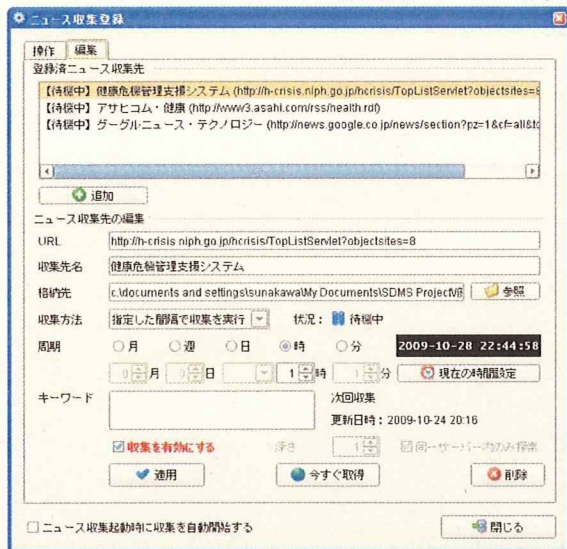 ニュース収集登録
操作 編集
登録済ニュース収集先
【待機中】健康危機管理支援システム (http://h-crisis.niph.go.jp/hcrisis/TopListServlet?objectsites=8
【待機中】アサヒコム・健康 (http://www3.asahi.com/rss/health.rdf)
【待機中】グーグルニュース・テクノロジー (http://news.google.co.jp/news/section?pz=1&cf=all&to
追加
ニュース収集先の編集
URL http://h-crisis.niph.go.jp/hcrisis/TopListServlet?objectsites=8
収集先名 健康危機管理支援システム
格納先 c:\documents and settings\sunakawa\My Documents\SDMS Project\ 参照
収集方法 指定した間隔で収集を実行 状況： 待機中
周期 月 週 日 時 分 2009-10-28 22:44:58
0 月 0 日 1 時 1 分 現在の時間設定
キーワード 次回収集
更新日時：2009-10-24 20:16
収集を有効にする 深さ 1 同一サーバー内のみ探索
適用 今すぐ取得 削除
ニュース収集起動時に収集を自動開始する 閉じる